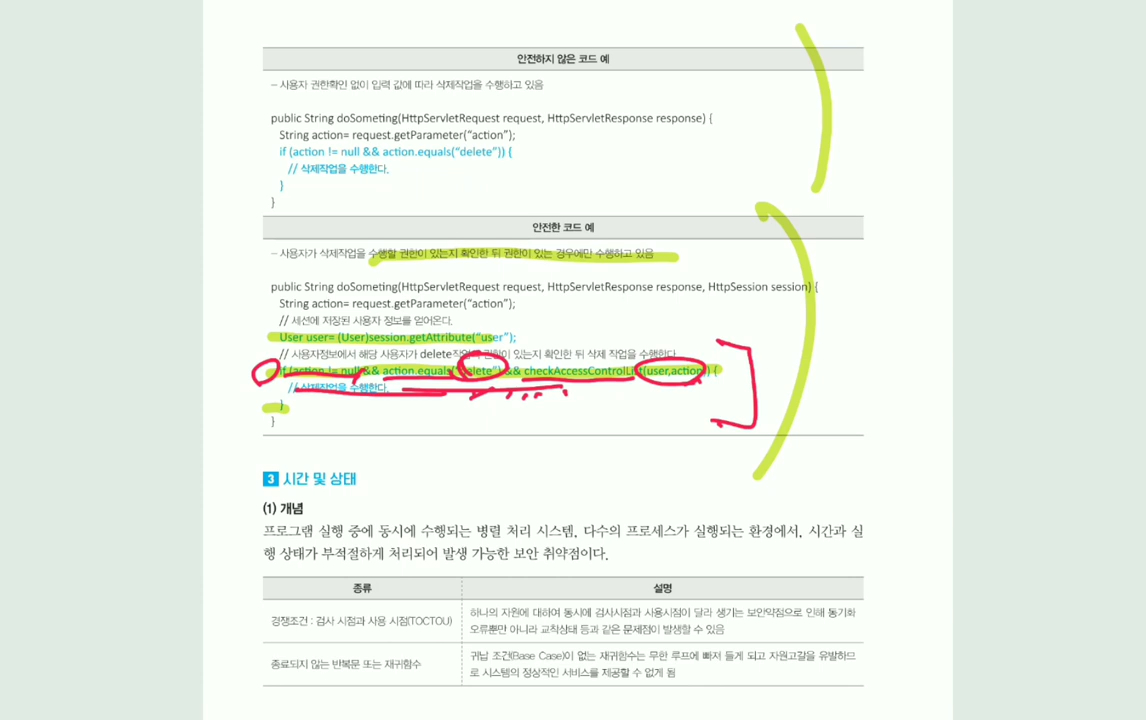 안전하지 않은 코드 예
– 사용자 권한확인 없이 입력 값에 따라 삭제작업을 수행하고 있음
public String doSometing(HttpServletRequest request, HttpServletResponse response) {
String action= request.getParameter(“action”);
if (action != null && action.equals(“delete”)) {
// 삭제작업을 수행한다.
}
}
안전한 코드 예
– 사용자가 삭제작업을 수행할 권한이 있는지 확인한 뒤 권한이 있는 경우에만 수행하고 있음
public String doSometing(HttpServletRequest request, HttpServletResponse response, HttpSession session) {
String action= request.getParameter(“action”);
// 세션에 저장된 사용자 정보를 얻어온다.
User user= (User)session.getAttribute(“user”);
// 사용자정보에서 해당 사용자가 delete작업의 권한이 있는지 확인한 뒤 삭제 작업을 수행한다.
if (action != null && action.equals(“delete”) && checkAccessControlList(user,action)) {
// 삭제작업을 수행한다.
}
}
3 시간 및 상태
(1) 개념
프로그램 실행 중에 동시에 수행되는 병렬 처리 시스템, 다수의 프로세스가 실행되는 환경에서, 시간과 실
행 상태가 부적절하게 처리되어 발생 가능한 보안 취약점이다.
종류 설명
경쟁조건 : 검사 시점과 사용 시점(TOCTOU) 하나의 자원에 대하여 동시에 검사시점과 사용시점이 달라 생기는 보안약점으로 인해 동기화
오류뿐만 아니라 교착상태 등과 같은 문제점이 발생할 수 있음
종료되지 않는 반복문 또는 재귀함수 귀납 조건(Base Case)이 없는 재귀함수는 무한 루프에 빠져 들게 되고 자원고갈을 유발하므
로 시스템의 정상적인 서비스를 제공할 수 없게 됨